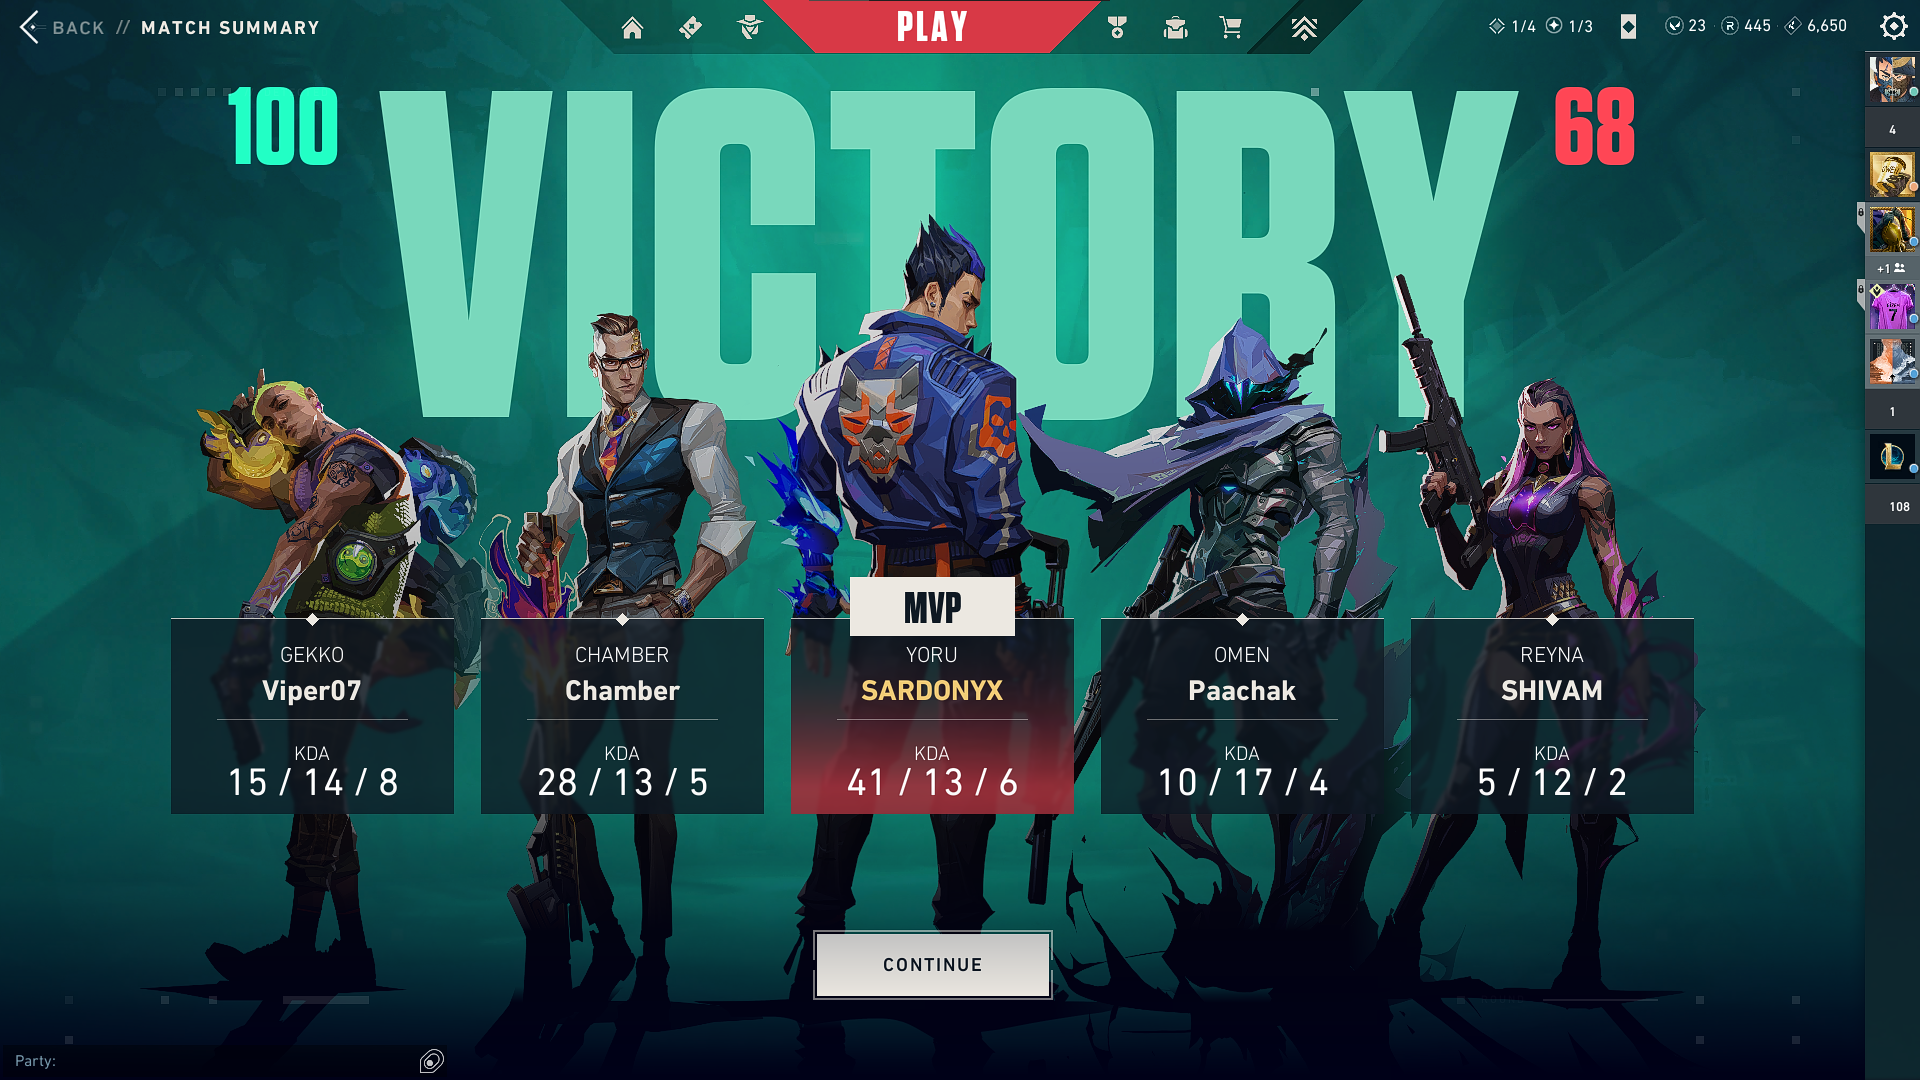 BACK // MATCH SUMMARY
PLAY
1/4 1/3 23 R 445 6,650
100 VICTORY 68
4
+1
7
1
L
108
MVP
GEKKO
Viper07
KDA
15 / 14 / 8
CHAMBER
Chamber
KDA
28 / 13 / 5
YORU
SARDONYX
KDA
41 / 13 / 6
OMEN
Paachak
KDA
10 / 17 / 4
REYNA
SHIVAM
KDA
5 / 12 / 2
CONTINUE
Party: